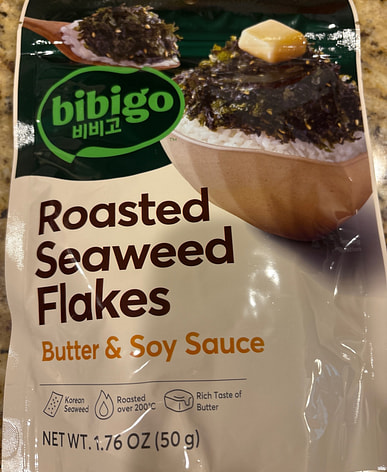 bibigo
비비고
Roasted
Seaweed
Flakes
Butter & Soy Sauce
Korean
Seaweed
Roasted
over 200°C
Rich Taste of
Butter
NET WT. 1.76 OZ (50 g)